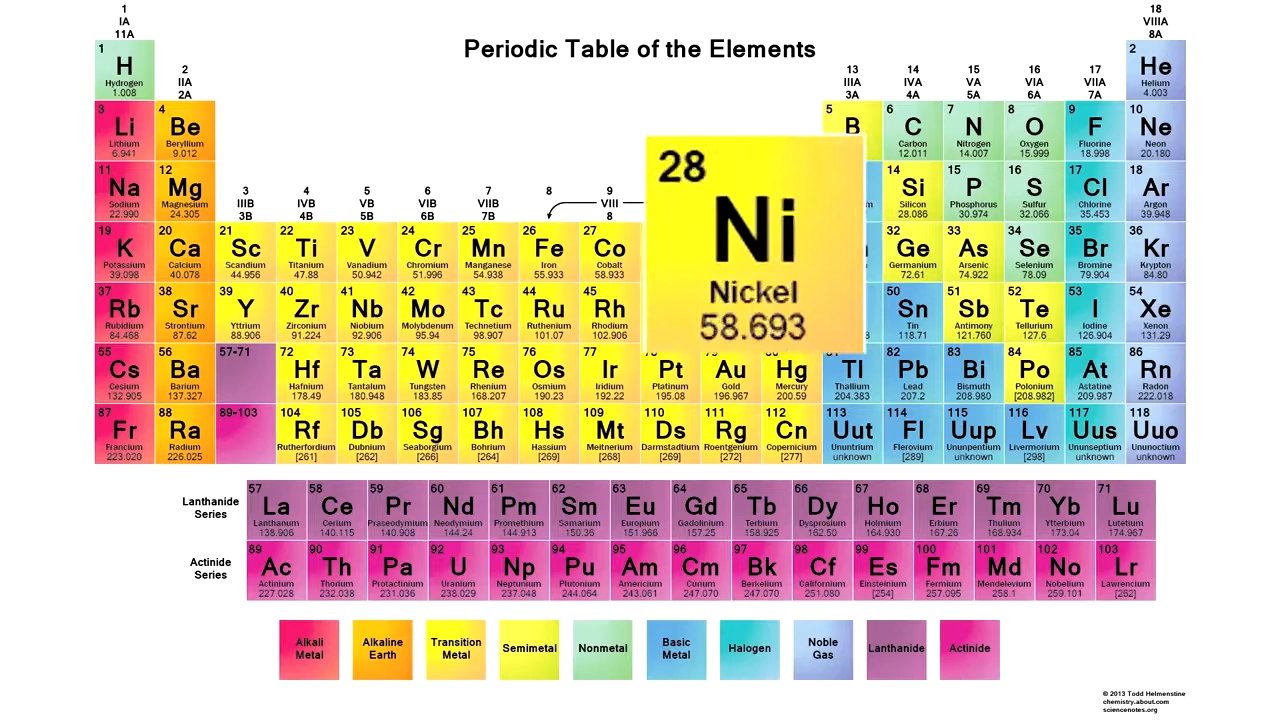 1 18
IA VIIIA
11A 8A
Periodic Table of the Elements
1 2
H He
Hydrogen Helium
1.008 4.003
2 13 14 15 16 17
IIA IIIA IVA VA VIA VIIA
2A 3A 4A 5A 6A 7A
3 4 5 6 7 8 9 10
Li Be B C N O F Ne
Lithium Beryllium Carbon Nitrogen Oxygen Fluorine Neon
6.941 9.012 12.011 14.007 15.999 18.998 20.180
11 12 14 15 16 17 18
Na Mg Si P S Cl Ar
Sodium Magnesium Silicon Phosphorus Sulfur Chlorine Argon
22.990 24.305 28.086 30.974 32.066 35.453 39.948
3 4 5 6 7 8 9
IIIB IVB VB VIB VIIB VIII
3B 4B 5B 6B 7B 8
28
Ni
Nickel
58.693
19 20 21 22 23 24 25 26 27 32 33 34 35 36
K Ca Sc Ti V Cr Mn Fe Co Ge As Se Br Kr
Potassium Calcium Scandium Titanium Vanadium Chromium Manganese Iron Cobalt Germanium Arsenic Selenium Bromine Krypton
39.098 40.078 44.956 47.88 50.942 51.996 54.938 55.933 58.933 72.61 74.922 78.09 79.904 84.80
37 38 39 40 41 42 43 44 45 50 51 52 53 54
Rb Sr Y Zr Nb Mo Tc Ru Rh Sn Sb Te I Xe
Rubidium Strontium Yttrium Zirconium Niobium Molybdenum Technetium Ruthenium Rhodium Tin Antimony Tellurium Iodine Xenon
84.468 87.62 88.906 91.224 92.906 95.94 98.907 101.07 102.906 118.71 121.760 127.6 126.904 131.29
55 56 57-71 72 73 74 75 76 77 82 83 84 85 86
Cs Ba Hf Ta W Re Os Ir Pt Au Hg Tl Pb Bi Po At Rn
Cesium Barium Hafnium Tantalum Tungsten Rhenium Osmium Iridium Platinum Gold Mercury Thallium Lead Bismuth Polonium Astatine Radon
132.905 137.327 178.49 180.948 183.85 168.207 190.23 192.22 195.08 196.967 200.59 204.383 207.2 208.980 [208.982] 209.987 222.018
87 88 89-103 104 105 106 107 108 109 110 111 112 113 114 115 116 117 118
Fr Ra Rf Db Sg Bh Hs Mt Ds Rg Cn Uut Fl Uup Lv Uus Uuo
Francium Radium Rutherfordium Dubnium Seaborgium Bohrium Hassium Meitnerium Darmstadtium Roentgenium Copernicium Ununtrium Flerovium Ununpentium Livermorium Ununseptium Ununoctium
223.020 226.025 [261] [262] [266] [264] [269] [268] [269] [272] [277] unknown [289] unknown [298] unknown unknown
Lanthanide
Series
57 58 59 60 61 62 63 64 65 66 67 68 69 70 71
La Ce Pr Nd Pm Sm Eu Gd Tb Dy Ho Er Tm Yb Lu
Lanthanum Cerium Praseodymium Neodymium Promethium Samarium Europium Gadolinium Terbium Dysprosium Holmium Erbium Thulium Ytterbium Lutetium
138.906 140.115 140.908 144.24 144.913 150.36 151.966 157.25 158.925 162.50 164.930 167.26 168.934 173.04 174.967
Actinide
Series
89 90 91 92 93 94 95 96 97 98 99 100 101 102 103
Ac Th Pa U Np Pu Am Cm Bk Cf Es Fm Md No Lr
Actinium Thorium Protactinium Uranium Neptunium Plutonium Americium Curium Berkelium Californium Einsteinium Fermium Mendelevium Nobelium Lawrencium
227.028 232.038 231.036 238.029 237.048 244.064 243.061 247.070 247.070 251.080 [254] 257.095 258.1 259.101 [262]
Alkali
Metal
Alkaline
Earth
Transition
Metal
Semimetal
Nonmetal
Basic
Metal
Halogen
Noble
Gas
Lanthanide
Actinide
© 2013 Todd Helmenstine
chemistry.about.com
sciencenotes.org